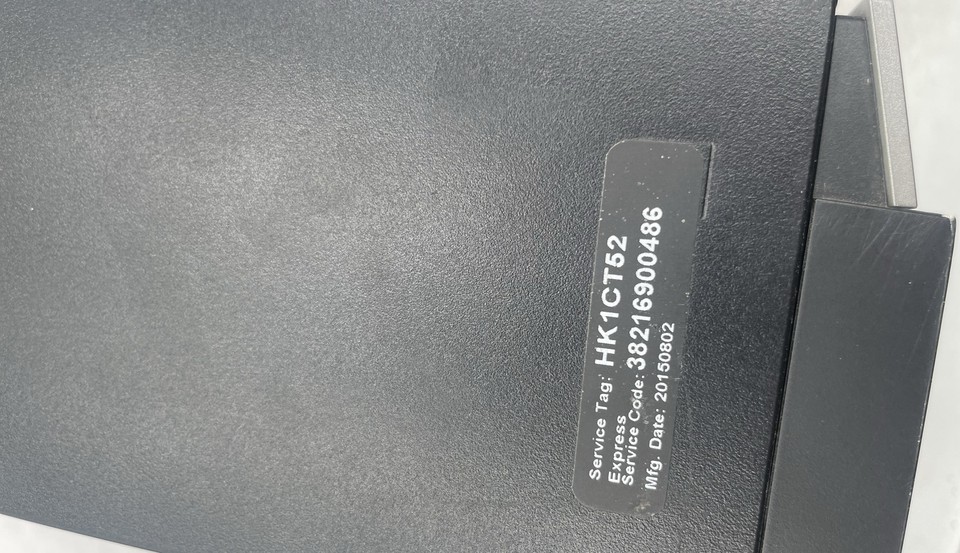 Service Tag: HK1CT52
Express
Service Code: 38216900486
Mfg. Date: 20150802